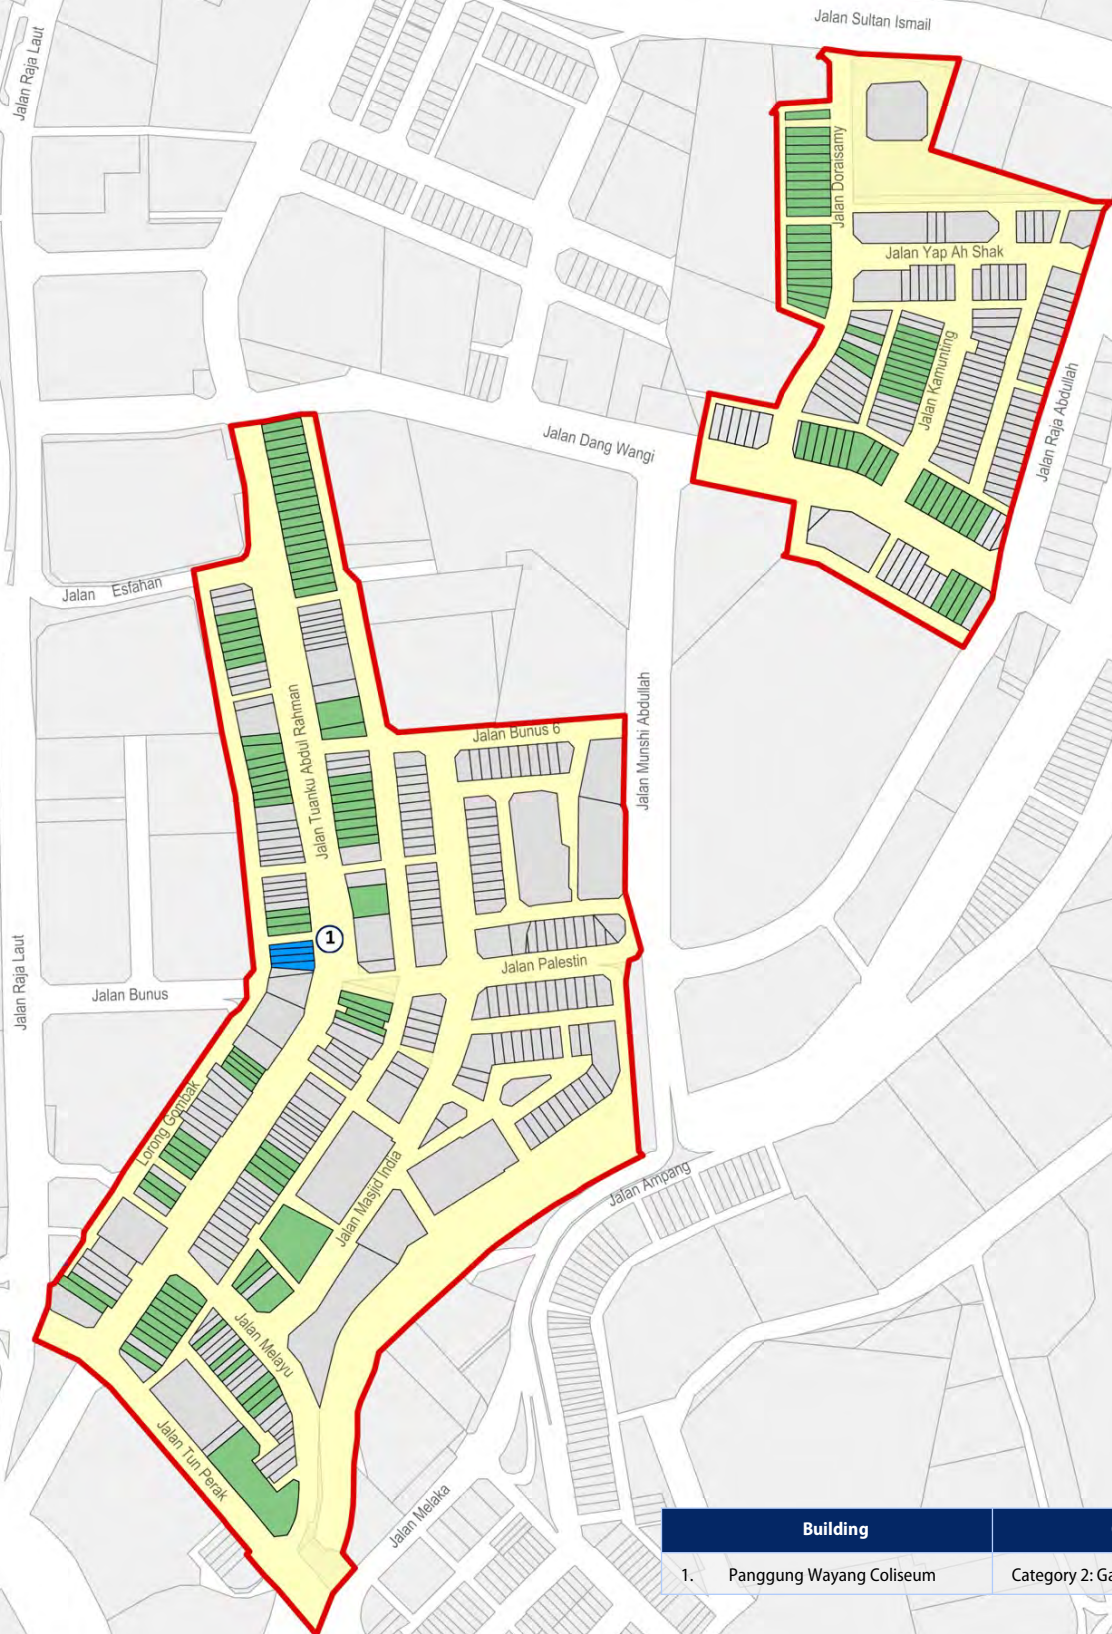 Jalan Sultan Ismail
Jalan Raja Laut
Jalan Doraisamy
Jalan Yap Ah Shak
Jalan Kamunting
Jalan Raja Abdullah
Jalan Dang Wangi
Jalan Esfahan
Jalan Tuanku Abdul Rahman
Jalan Munshi Abdullah
Jalan Bunus 6
1
Jalan Palestin
Jalan Raja Laut
Jalan Bunus
Lorong Gombak
Jalan Masjid India
Jalan Ampang
Jalan Melayu
Jalan Tun Perak
Jalan Melaka
Building
1. Panggung Wayang Coliseum
Category 2: Ga